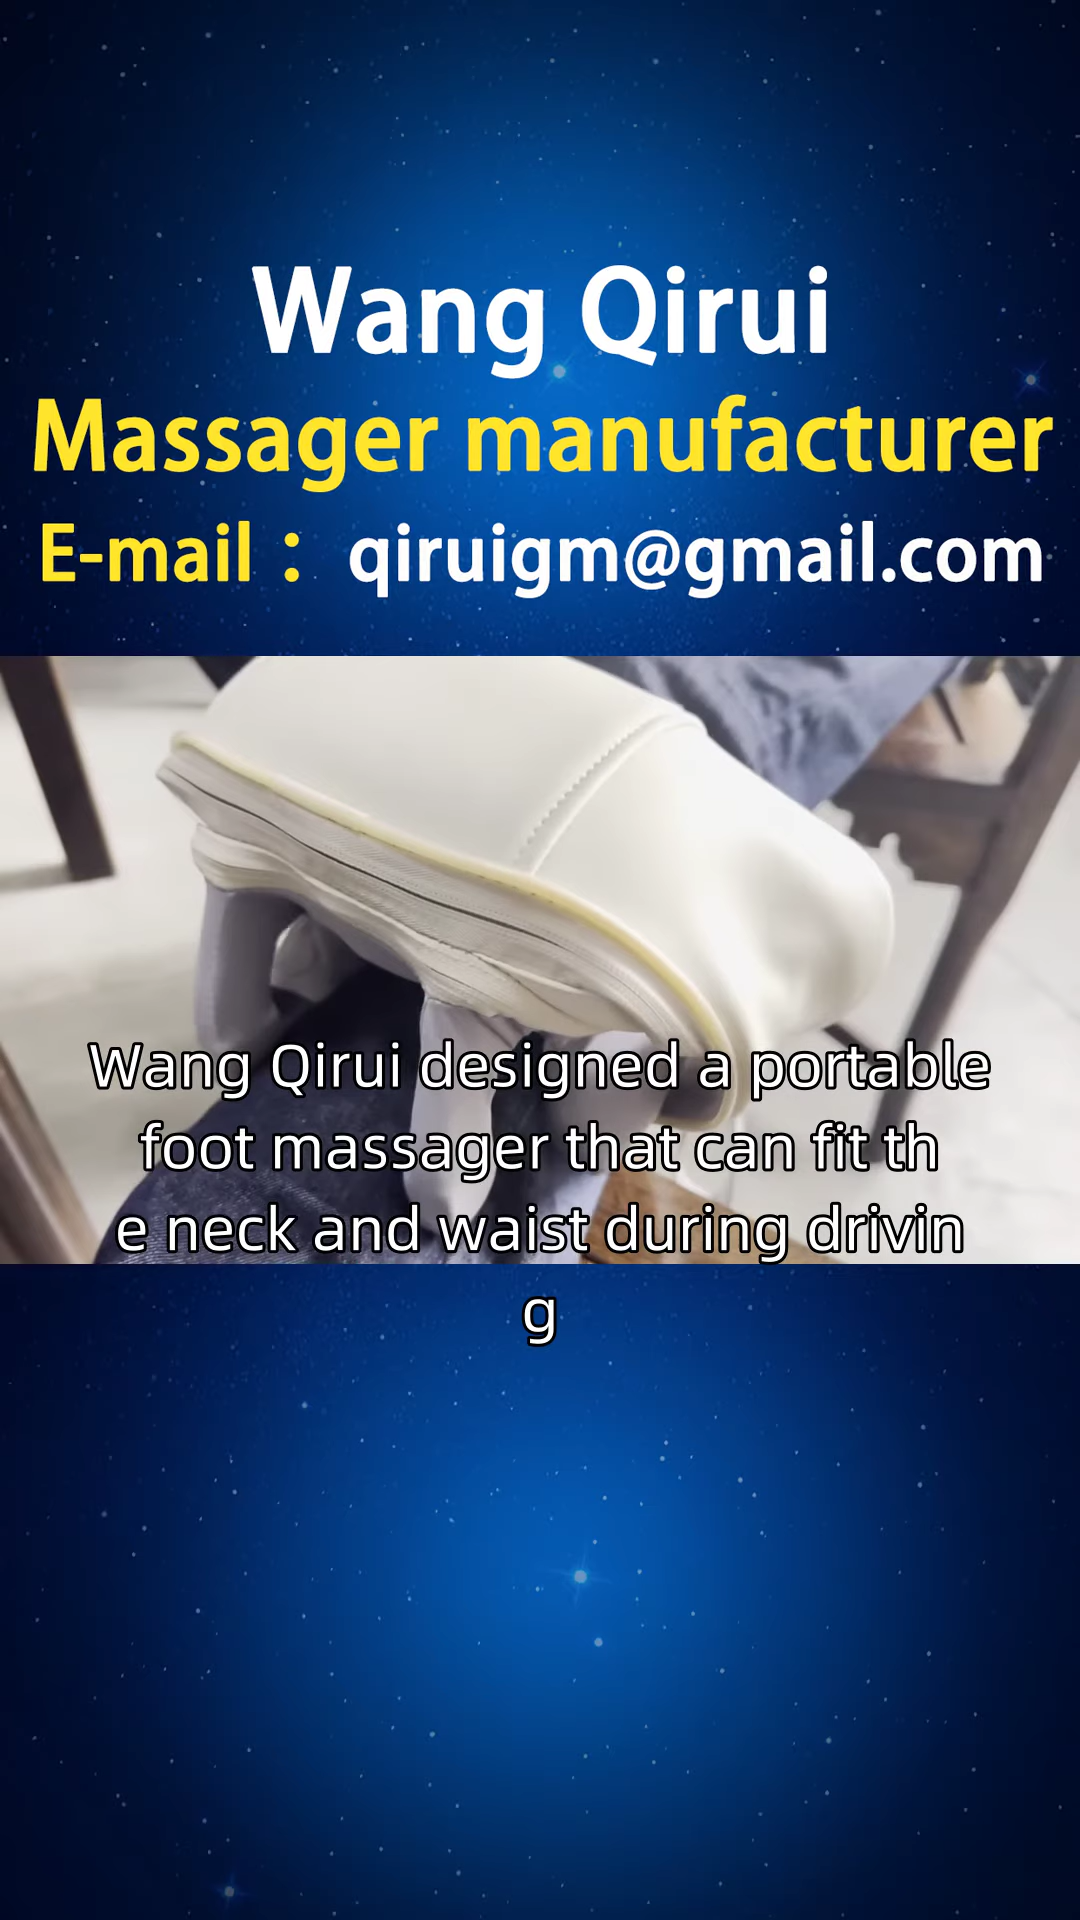 Wang Qirui
Massager manufacturer
E-mail： qiruigm@gmail.com
Wang Qirui designed a portable
foot massager that can fit th
e neck and waist during drivin
g